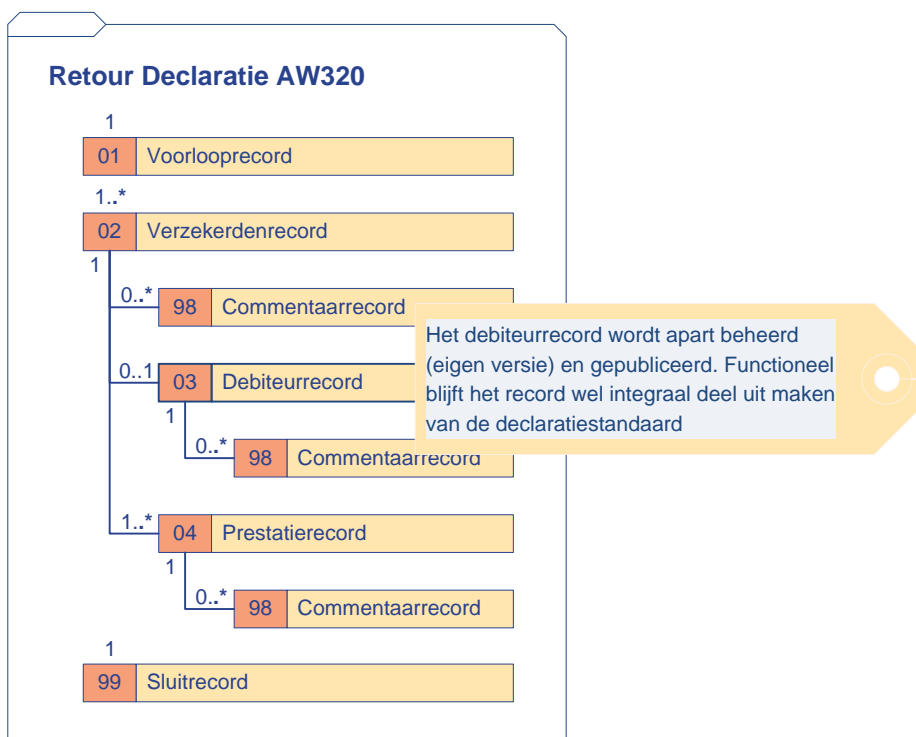 Retour Declaratie AW320
1
01 Voorlooprecord
1..*
02 Verzekerdenrecord
1
0..* 98 Commentaarrecord
Het debiteurrecord wordt apart beheerd
(eigen versie) en gepubliceerd. Functioneel
blijft het record wel integraal deel uit maken
van de declaratiestandaard
0..1 03 Debiteurrecord
1
0..* 98 Commentaarrecord
1..* 04 Prestatierecord
1
0..* 98 Commentaarrecord
1
99 Sluitrecord